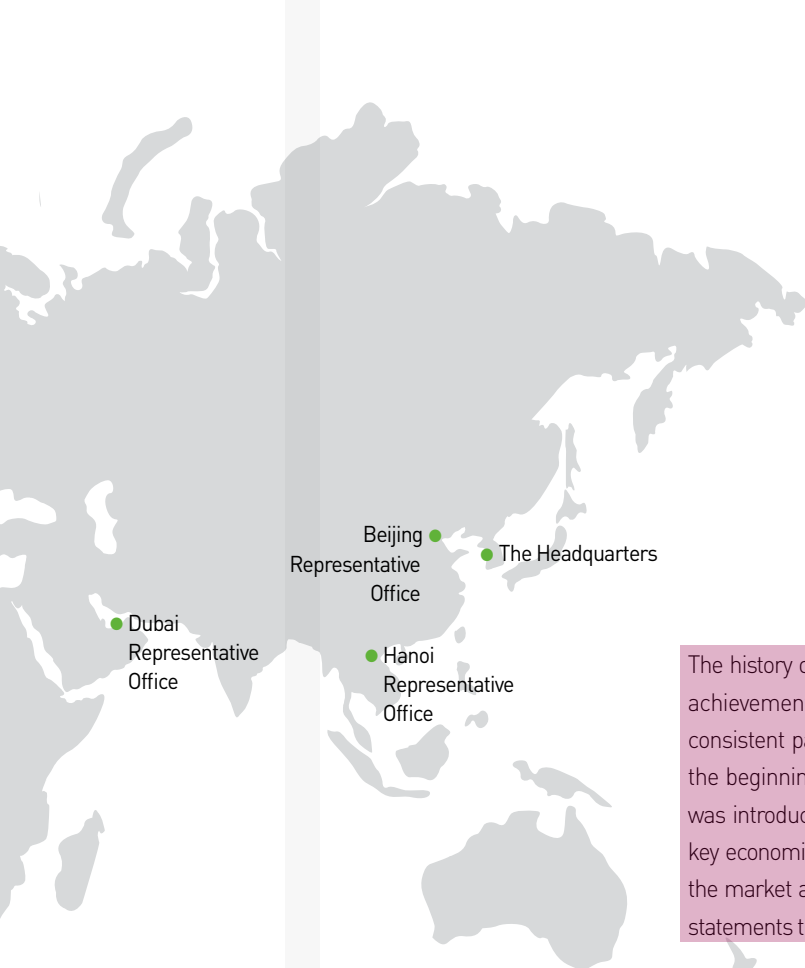 Beijing
Representative
Office
The Headquarters
Dubai
Representative
Office
Hanoi
Representative
Office
The history
achievemen
consistent
the beginnin
was introduc
key economi
the market
statements